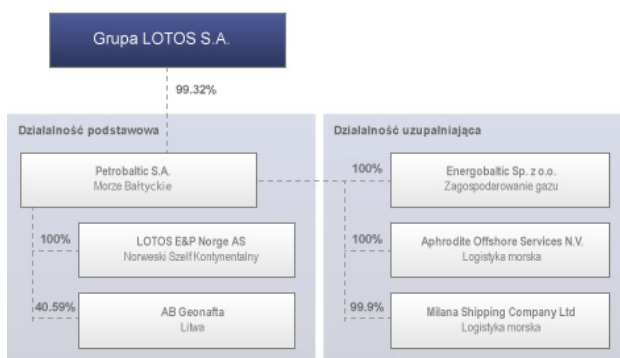 Grupa LOTOS S.A.
99.32%
Działalność podstawowa
Petrobaltic S.A.
Morze Bałtyckie
100%
LOTOS E&P Norge AS
Norweski Szelf Kontynentalny
40.59%
AB Geonafta
Litwa
Działalność uzupałniająca
100%
Energobaltic Sp. z o.o.
Zagospodarowanie gazu
100%
Aphrodite Offshore Services N.V.
Logistyka morska
99.9%
Milana Shipping Company Ltd
Logistyka morska